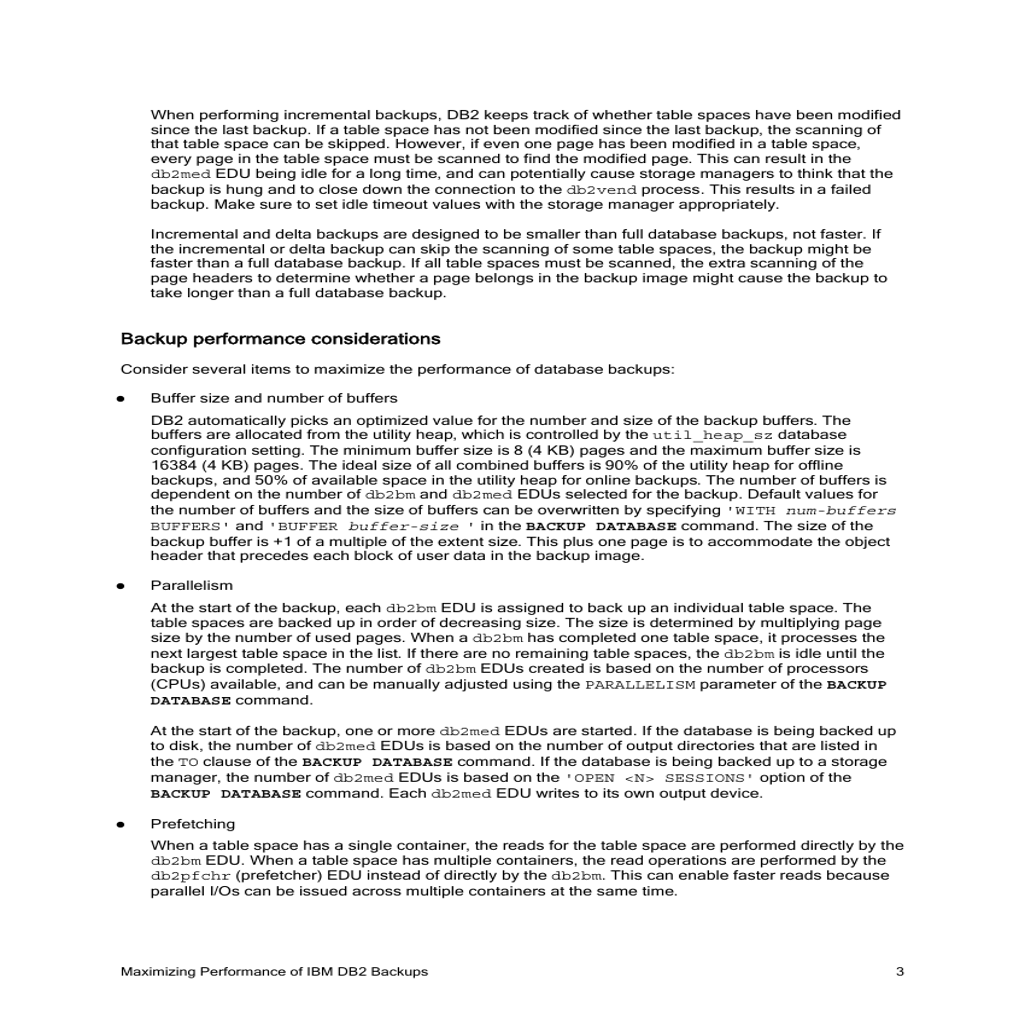 When performing incremental backups, DB2 keeps track of whether table spaces have been modified
since the last backup. If a table space has not been modified since the last backup, the scanning of
that table space can be skipped. However, if even one page has been modified in a table space,
every page in the table space must be scanned to find the modified page. This can result in the
db2med EDU being idle for a long time, and can potentially cause storage managers to think that the
backup is hung and to close down the connection to the db2vend process. This results in a failed
backup. Make sure to set idle timeout values with the storage manager appropriately.
Incremental and delta backups are designed to be smaller than full database backups, not faster. If
the incremental or delta backup can skip the scanning of some table spaces, the backup might be
faster than a full database backup. If all table spaces must be scanned, the extra scanning of the
page headers to determine whether a page belongs in the backup image might cause the backup to
take longer than a full database backup.
Backup performance considerations
Consider several items to maximize the performance of database backups:
● Buffer size and number of buffers
DB2 automatically picks an optimized value for the number and size of the backup buffers. The
buffers are allocated from the utility heap, which is controlled by the util_heap_sz database
configuration setting. The minimum buffer size is 8 (4 KB) pages and the maximum buffer size is
16384 (4 KB) pages. The ideal size of all combined buffers is 90% of the utility heap for offline
backups, and 50% of available space in the utility heap for online backups. The number of buffers is
dependent on the number of db2bm and db2med EDUs selected for the backup. Default values for
the number of buffers and the size of buffers can be overwritten by specifying 'WITH num-buffers
BUFFERS' and 'BUFFER buffer-size ' in the BACKUP DATABASE command. The size of the
backup buffer is +1 of a multiple of the extent size. This plus one page is to accommodate the object
header that precedes each block of user data in the backup image.
● Parallelism
At the start of the backup, each db2bm EDU is assigned to back up an individual table space. The
table spaces are backed up in order of decreasing size. The size is determined by multiplying page
size by the number of used pages. When a db2bm has completed one table space, it processes the
next largest table space in the list. If there are no remaining table spaces, the db2bm is idle until the
backup is completed. The number of db2bm EDUs created is based on the number of processors
(CPUs) available, and can be manually adjusted using the PARALLELISM parameter of the BACKUP
DATABASE command.
At the start of the backup, one or more db2med EDUs are started. If the database is being backed up
to disk, the number of db2med EDUs is based on the number of output directories that are listed in
the TO clause of the BACKUP DATABASE command. If the database is being backed up to a storage
manager, the number of db2med EDUs is based on the 'OPEN <N> SESSIONS' option of the
BACKUP DATABASE command. Each db2med EDU writes to its own output device.
● Prefetching
When a table space has a single container, the reads for the table space are performed directly by the
db2bm EDU. When a table space has multiple containers, the read operations are performed by the
db2pfchr (prefetcher) EDU instead of directly by the db2bm. This can enable faster reads because
parallel I/Os can be issued across multiple containers at the same time.
Maximizing Performance of IBM DB2 Backups 3